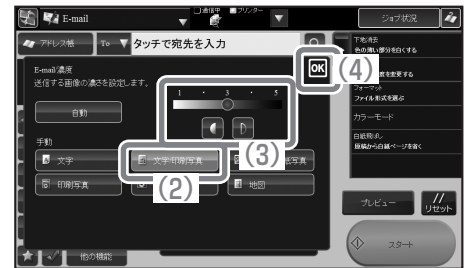 送信中 プリンター
E-mail
ジョブ状況
アドレス帳 To タッチで宛先を入力
下地消去
色の薄い部分を白くする
E-mail濃度
送信する画像の濃さを設定します。
OK
(4)
度を変更する
フォーマット
ファイル形式を選ぶ
1 ・ 3 ・ 5
自動
カラーモード
(3)
白紙飛ばし
原稿から白紙ページを省く
手動
文字
文字/印刷写真
紙写真
(2)
印刷写真
地図
プレビュー
リセット
スタート
他の機能